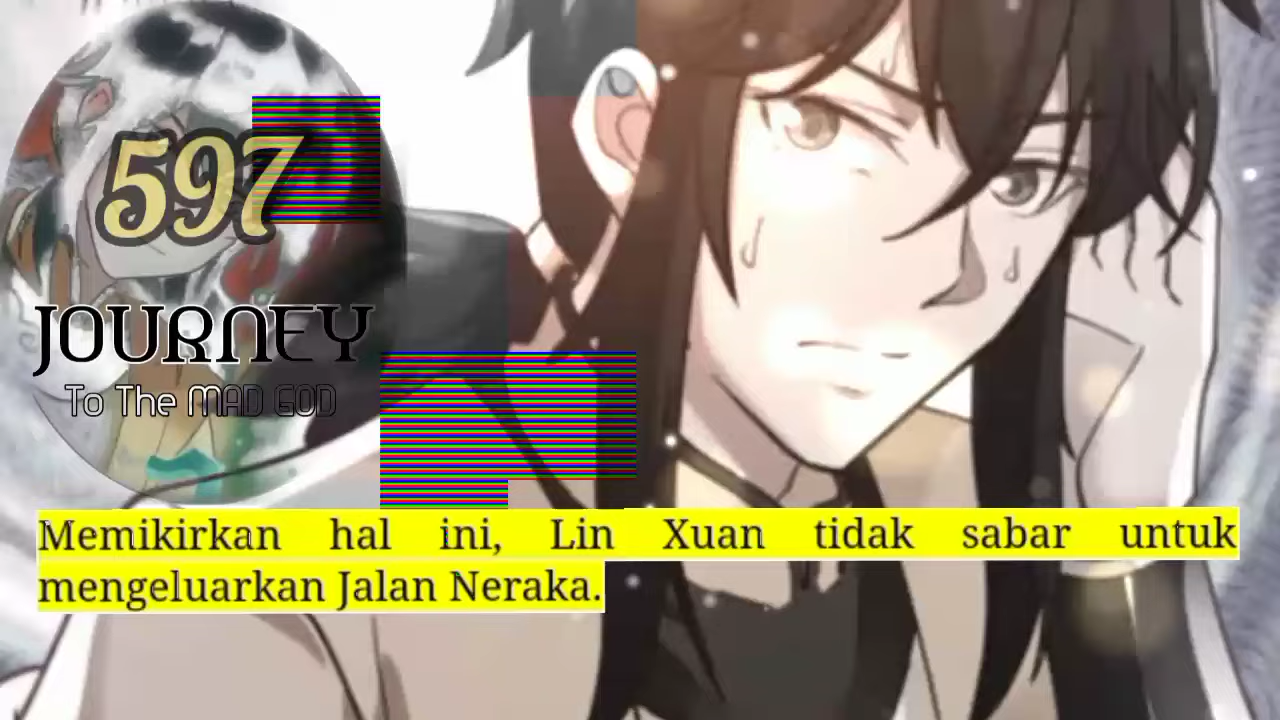 597
JOURNEY
To The MAD GOD
Memikirkan hal ini, Lin Xuan tidak sabar untuk
mengeluarkan Jalan Neraka.